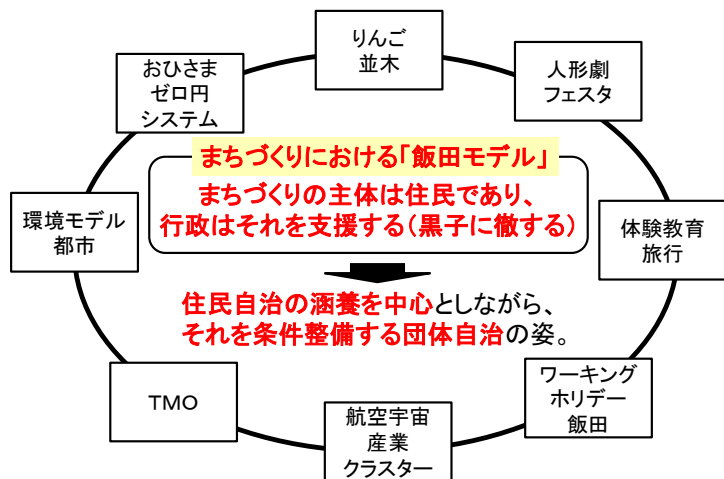 りんご
並木
人形劇
フェスタ
おひさま
ゼロ円
システム
まちづくりにおける「飯田モデル」
まちづくりの主体は住民であり、
行政はそれを支援する(黒子に徹する)
環境モデル
都市
体験教育
旅行
住民自治の涵養を中心としながら、
それを条件整備する団体自治の姿。
TMO
航空宇宙
産業
クラスター
ワーキング
ホリデー
飯田